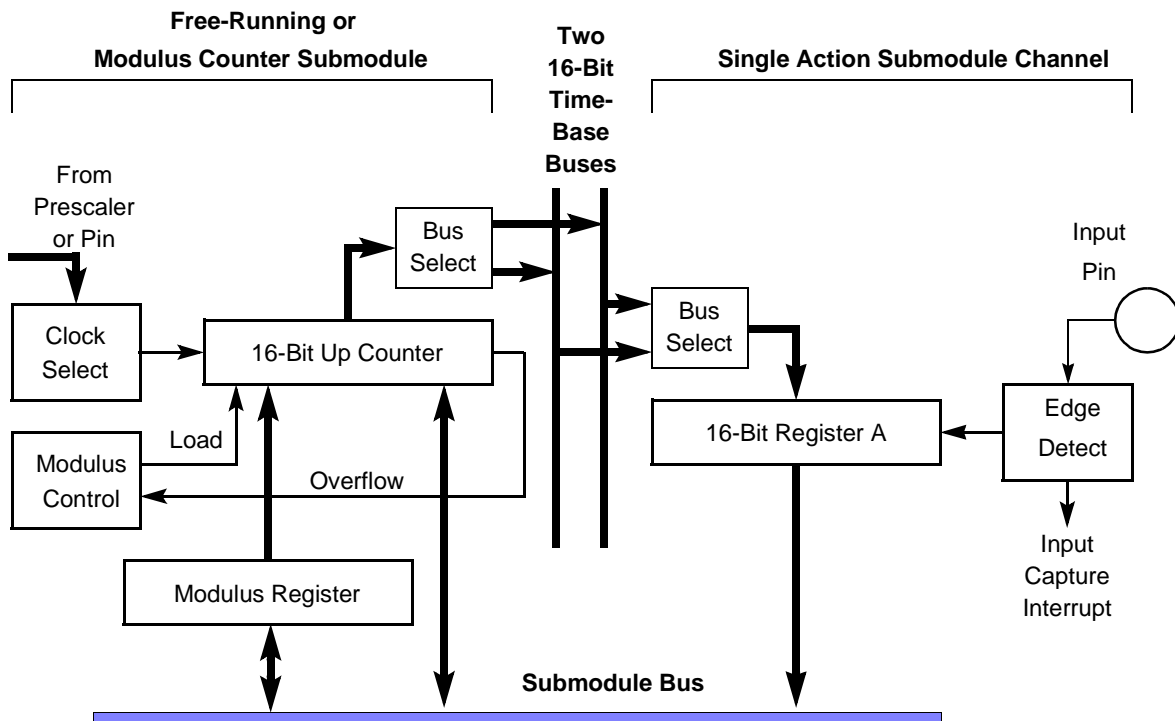 Free-Running or
Modulus Counter Submodule
Two
16-Bit
Time-
Base
Buses
Single Action Submodule Channel
From
Prescaler
or Pin
Bus
Select
Input
Pin
Clock
Select
16-Bit Up Counter
Bus
Select
16-Bit Register A
Edge
Detect
Load
Modulus
Control
Overflow
Input
Capture
Interrupt
Modulus Register
Submodule Bus